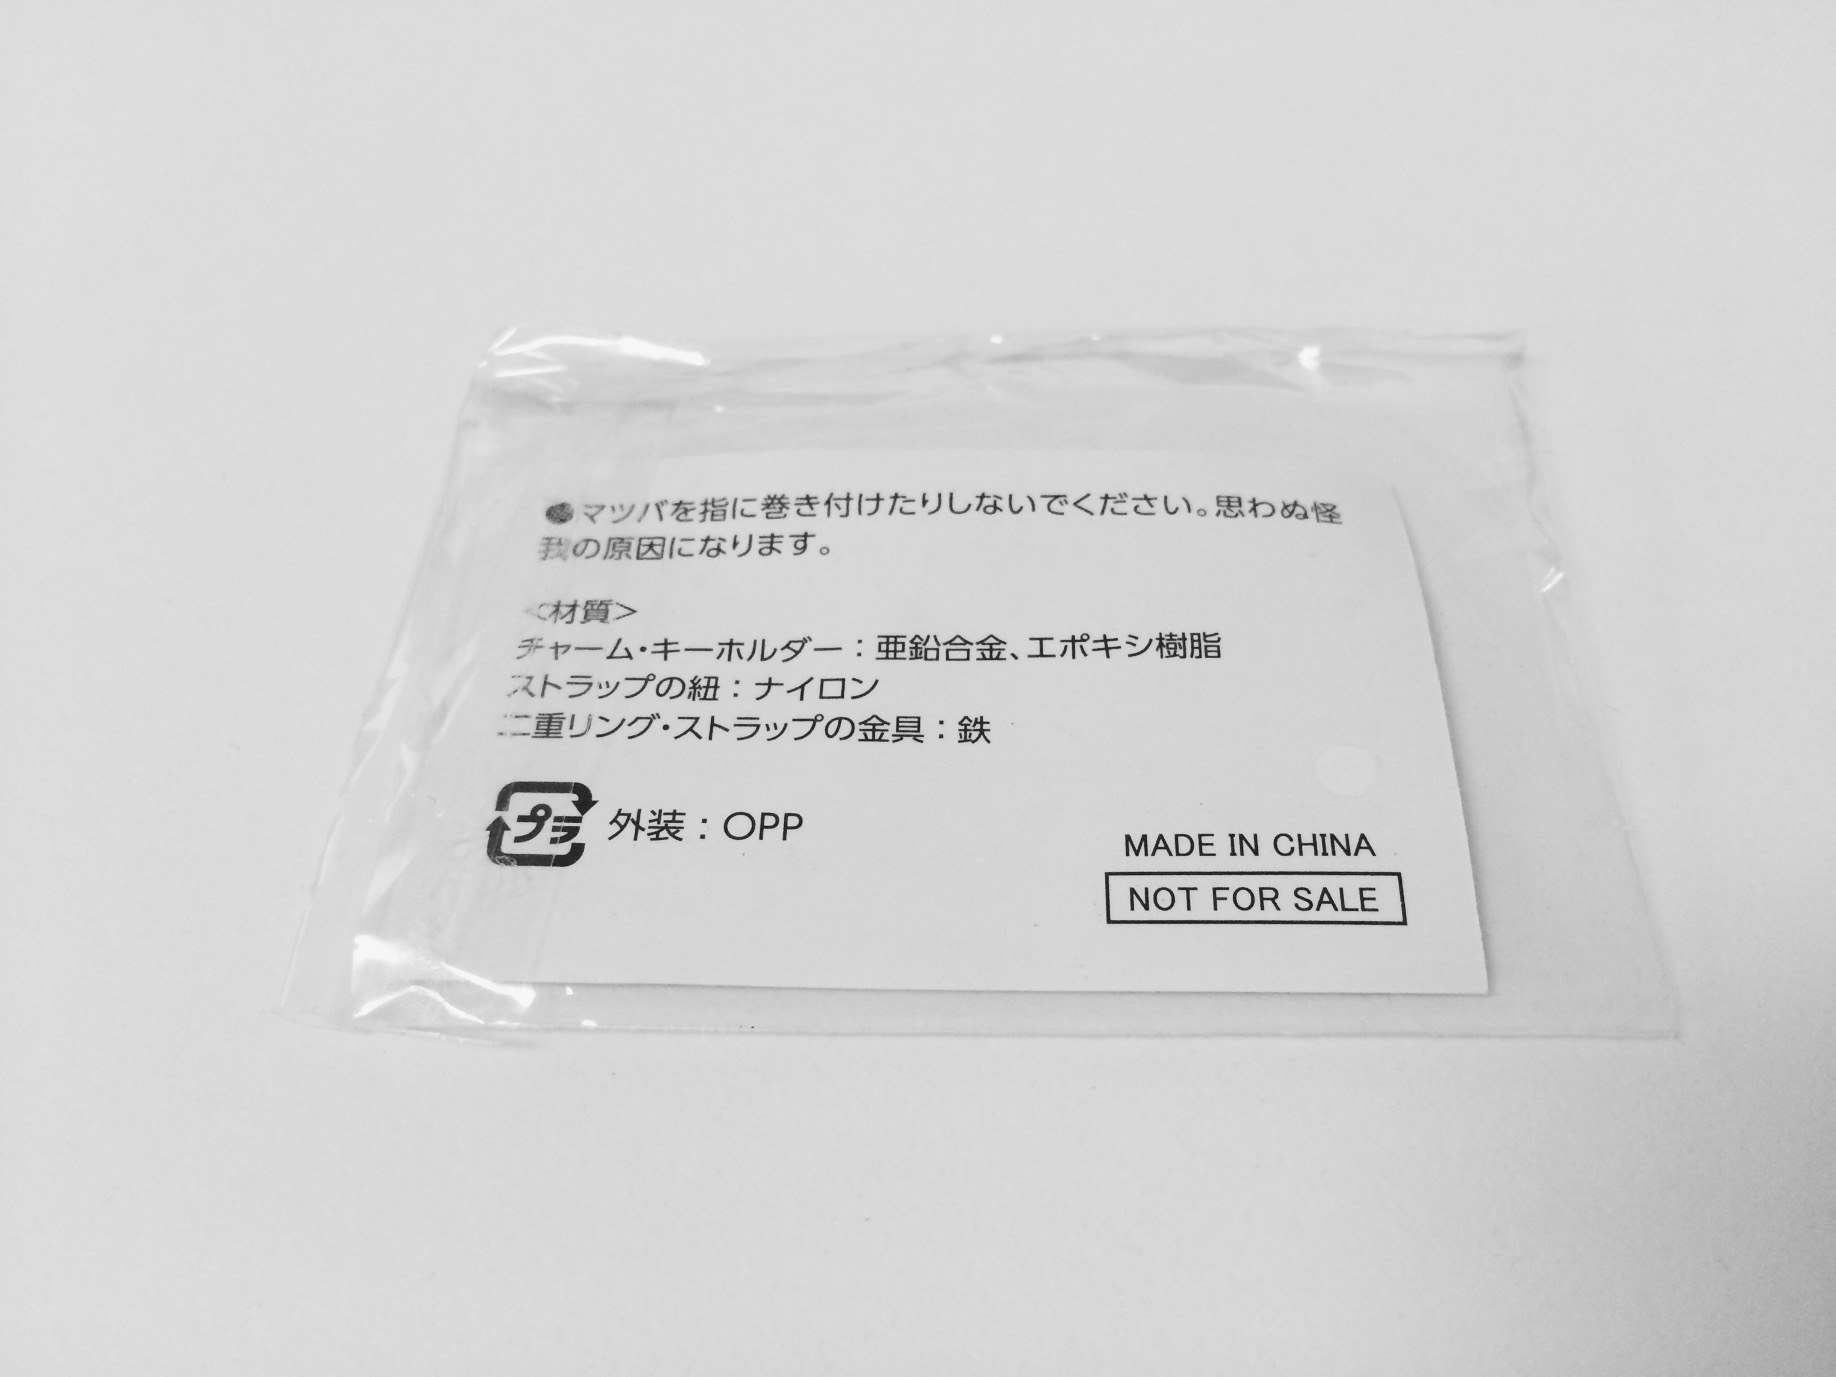 ●マツバを指に巻き付けたりしないでください。思わぬ怪
我の原因になります。
<材質>
チャーム・キーホルダー：亜鉛合金、エポキシ樹脂
ストラップの紐：ナイロン
二重リング・ストラップの金具：鉄
プラ 外装：OPP
MADE IN CHINA
NOT FOR SALE